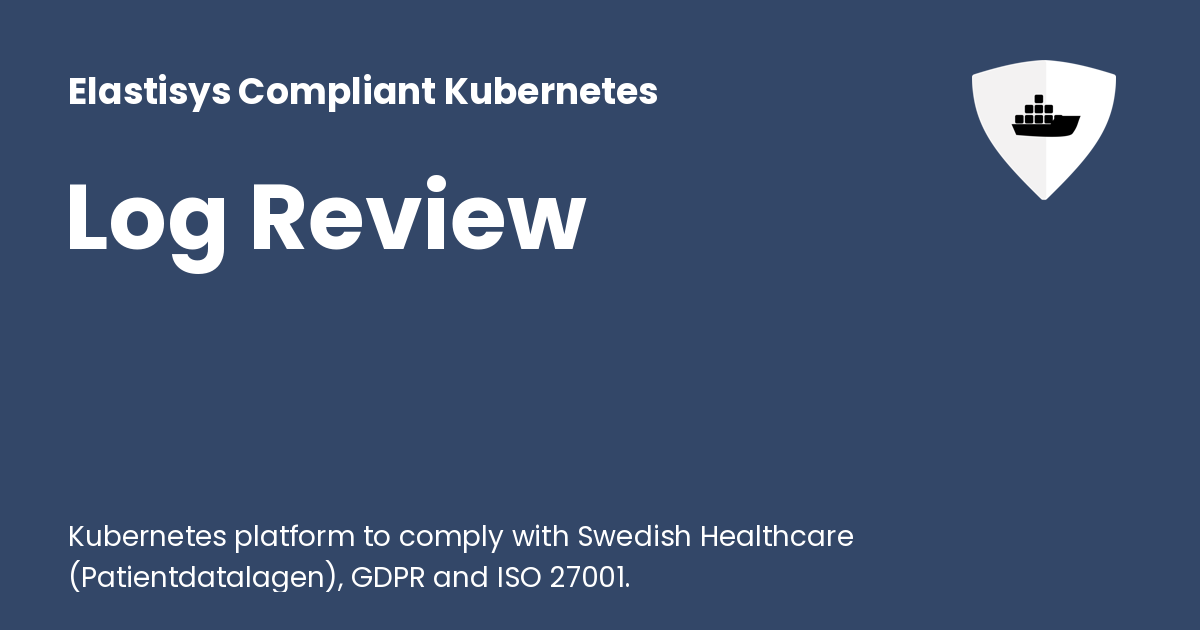 Elastisys Compliant Kubernetes
Log Review
Kubernetes platform to comply with Swedish Healthcare
(Patientdatalagen), GDPR and ISO 27001.